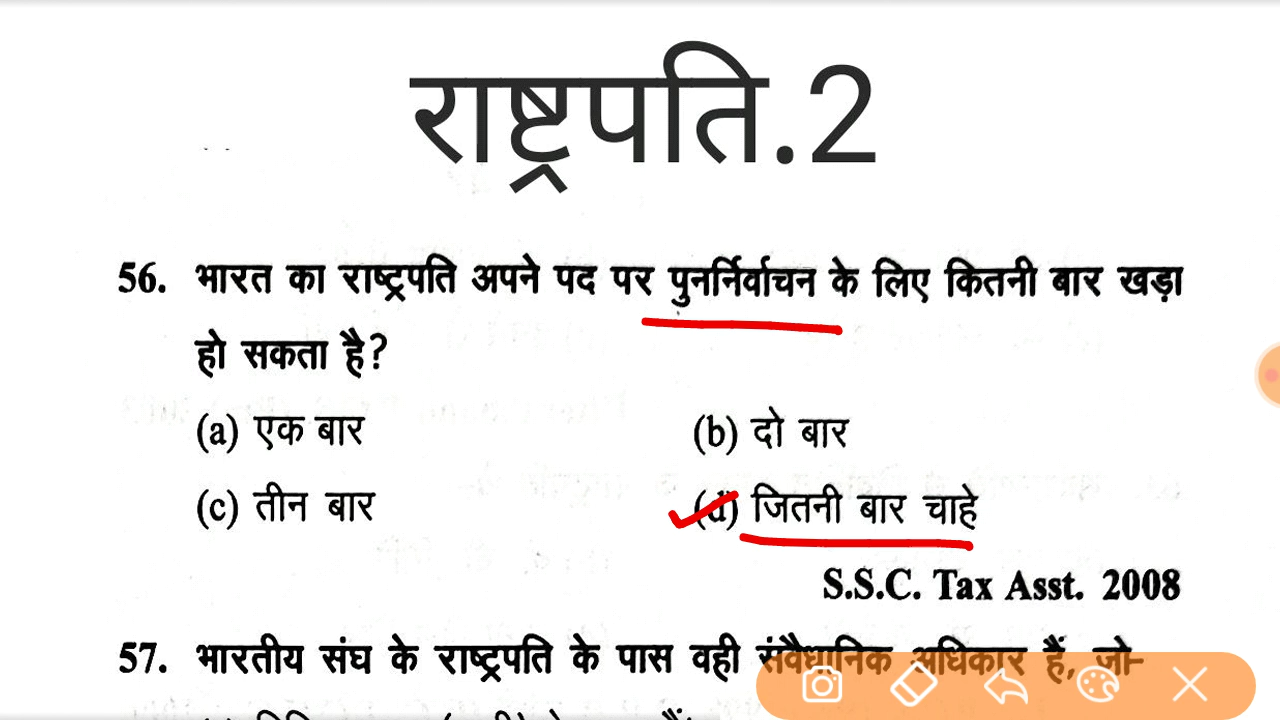 राष्ट्रपति.2
56. भारत का राष्ट्रपति अपने पद पर पुनर्निर्वाचन के लिए कितनी बार खड़ा
हो सकता है?
(a) एक बार (b) दो बार
(c) तीन बार (d) जितनी बार चाहे
S.S.C. Tax Asst. 2008
57. भारतीय संघ के राष्ट्रपति के पास वही संवैधानिक अधिकार हैं, जो-